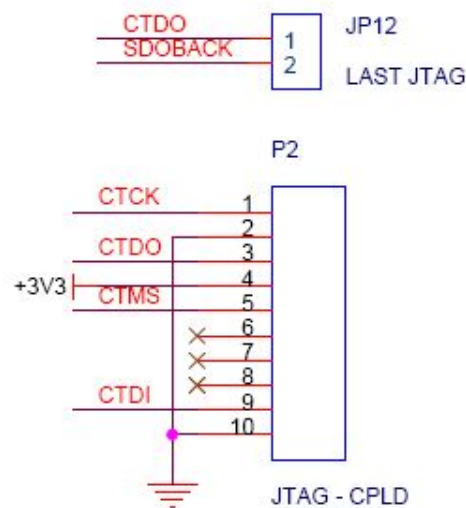 CTDO
SDOBACK
1
2
JP12
LAST JTAG
P2
CTCK
1
2
CTDO
3
+3V3
4
CTMS
5
6
7
8
CTDI
9
10
JTAG - CPLD